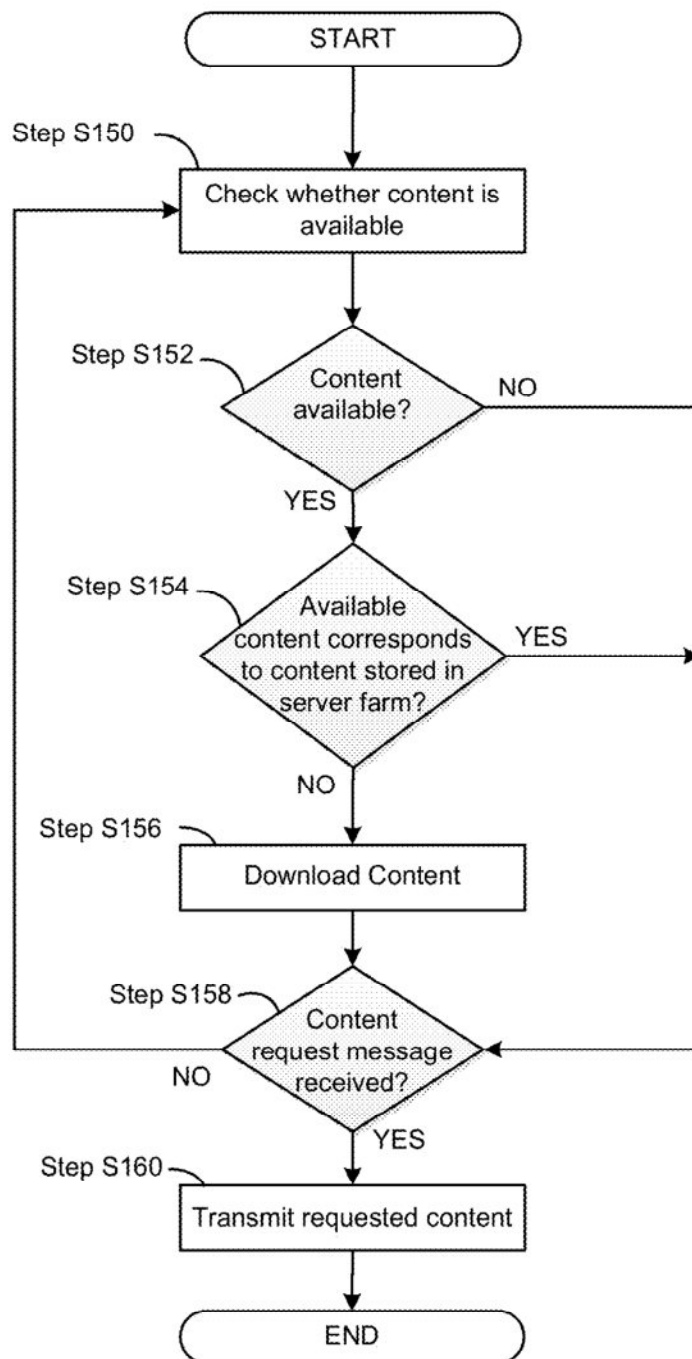 START
Step S150
Check whether content is
available
Step S152
Content
available?
NO
YES
Step S154
Available
content corresponds
to content stored in
server farm?
YES
NO
Step S156
Download Content
Step S158
Content
request message
received?
NO
YES
Step S160
Transmit requested content
END